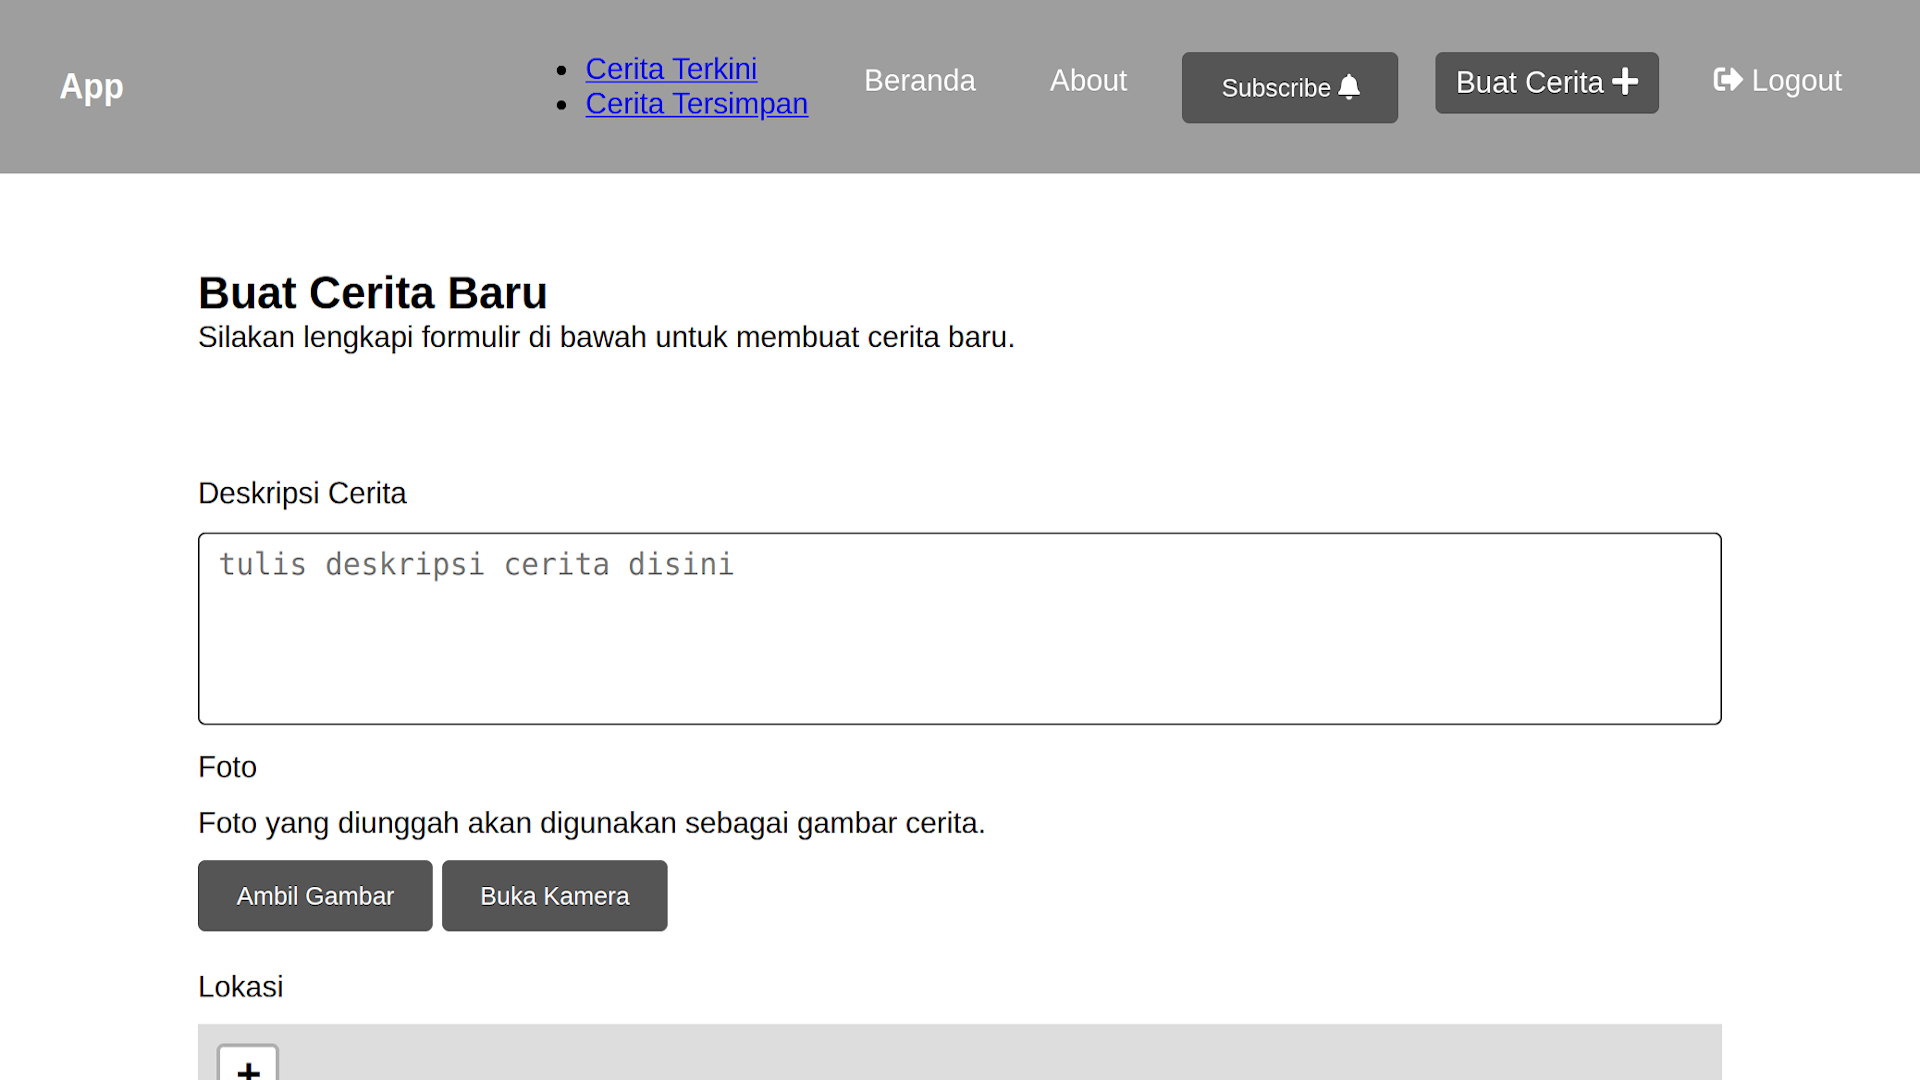 App
Cerita Terkini
Cerita Tersimpan
Beranda
About
Subscribe
Buat Cerita
Logout
Buat Cerita Baru
Silakan lengkapi formulir di bawah untuk membuat cerita baru.
Deskripsi Cerita
tulis deskripsi cerita disini
Foto
Foto yang diunggah akan digunakan sebagai gambar cerita.
Ambil Gambar
Buka Kamera
Lokasi
+